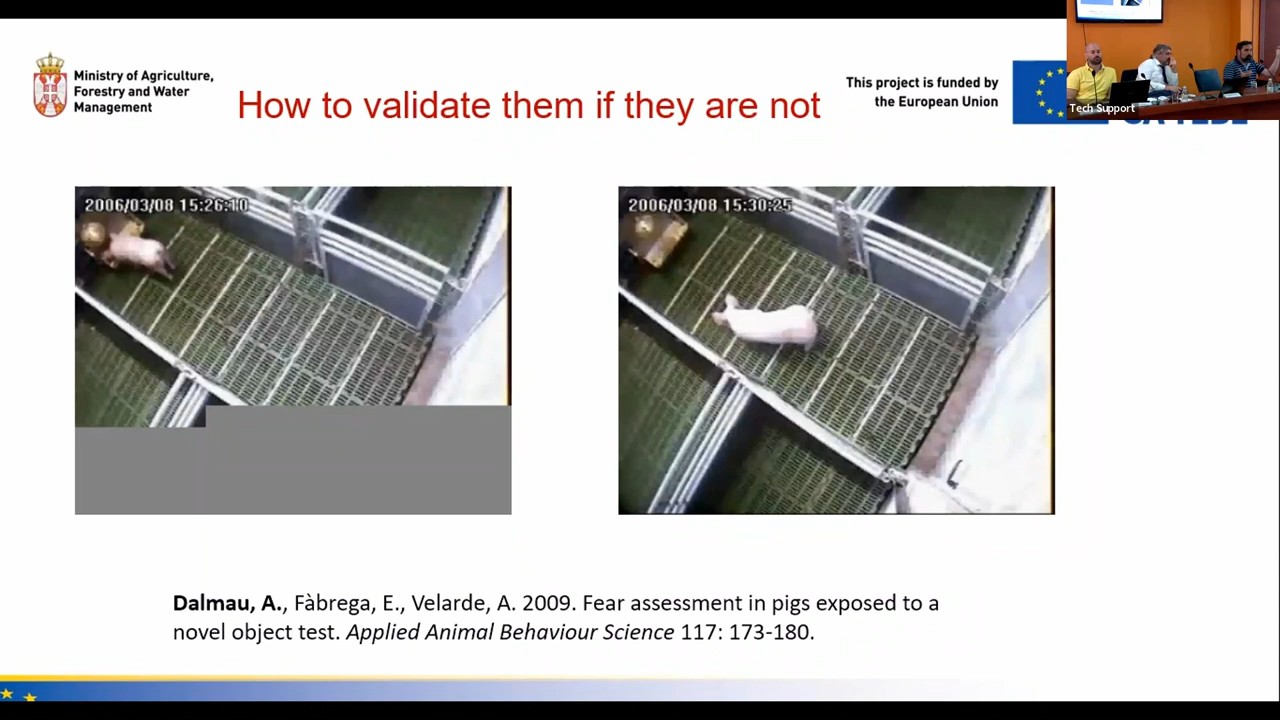 Ministry of Agriculture,
Forestry and Water
Management
How to validate them if they are not
This project is funded by
the European Union
Tech Support
2006/03/08 15:26:10
2006/03/08 15:30:25
Dalmau, A., Fàbrega, E., Velarde, A. 2009. Fear assessment in pigs exposed to a
novel object test. Applied Animal Behaviour Science 117: 173-180.